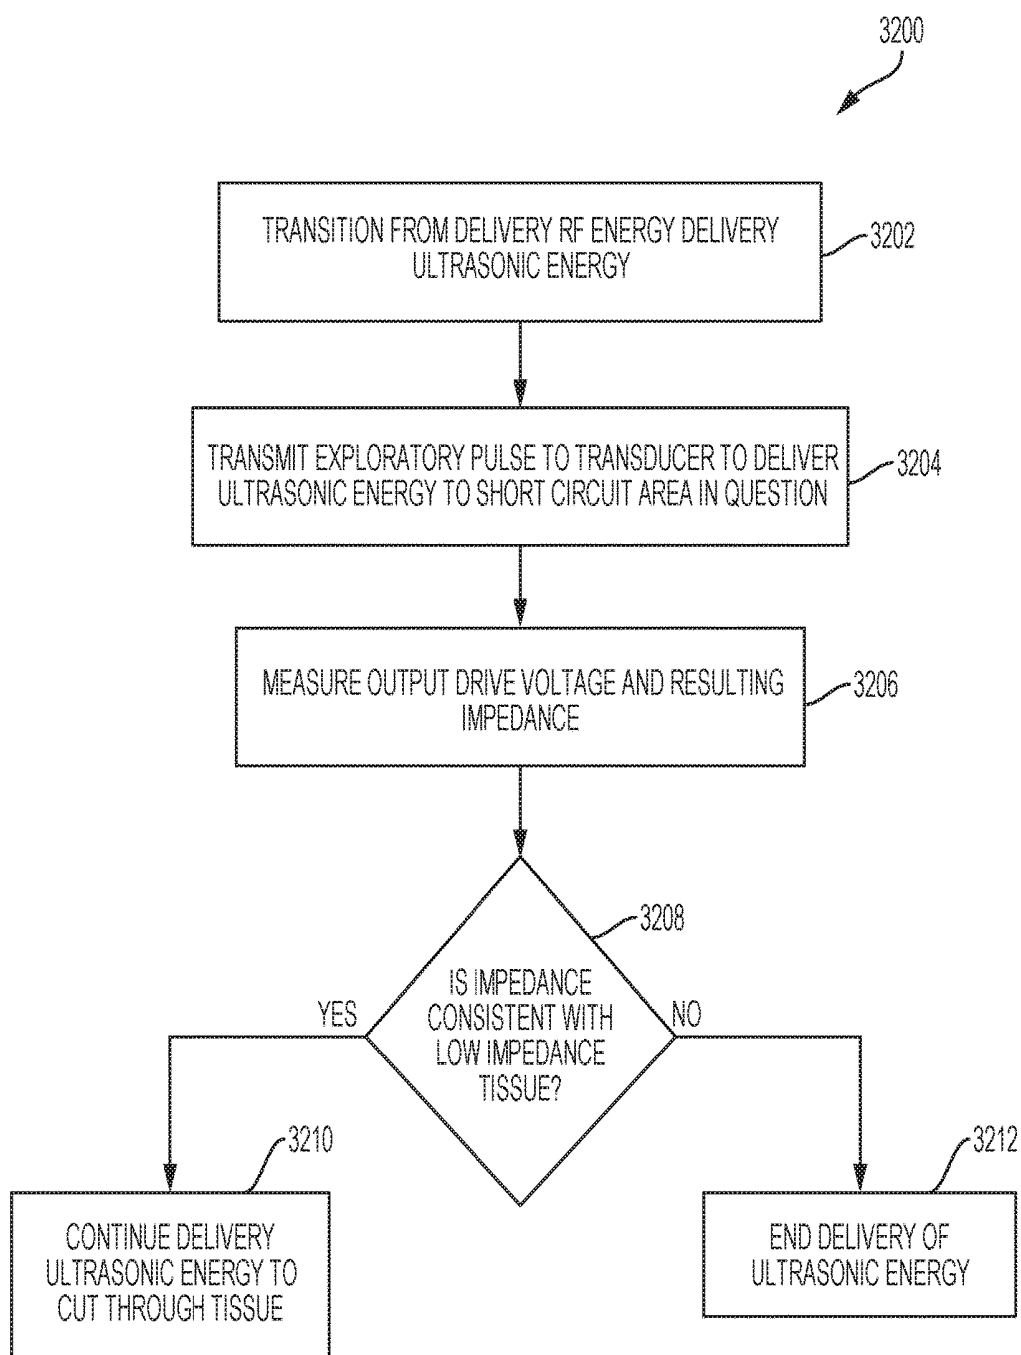 3200
TRANSITION FROM DELIVERY RF ENERGY DELIVERY
ULTRASONIC ENERGY
3202
TRANSMIT EXPLORATORY PULSE TO TRANSDUCER TO DELIVER
ULTRASONIC ENERGY TO SHORT CIRCUIT AREA IN QUESTION
3204
MEASURE OUTPUT DRIVE VOLTAGE AND RESULTING
IMPEDANCE
3206
3208
IS IMPEDANCE
CONSISTENT WITH
LOW IMPEDANCE
TISSUE?
YES
NO
3210
CONTINUE DELIVERY
ULTRASONIC ENERGY TO
CUT THROUGH TISSUE
3212
END DELIVERY OF
ULTRASONIC ENERGY